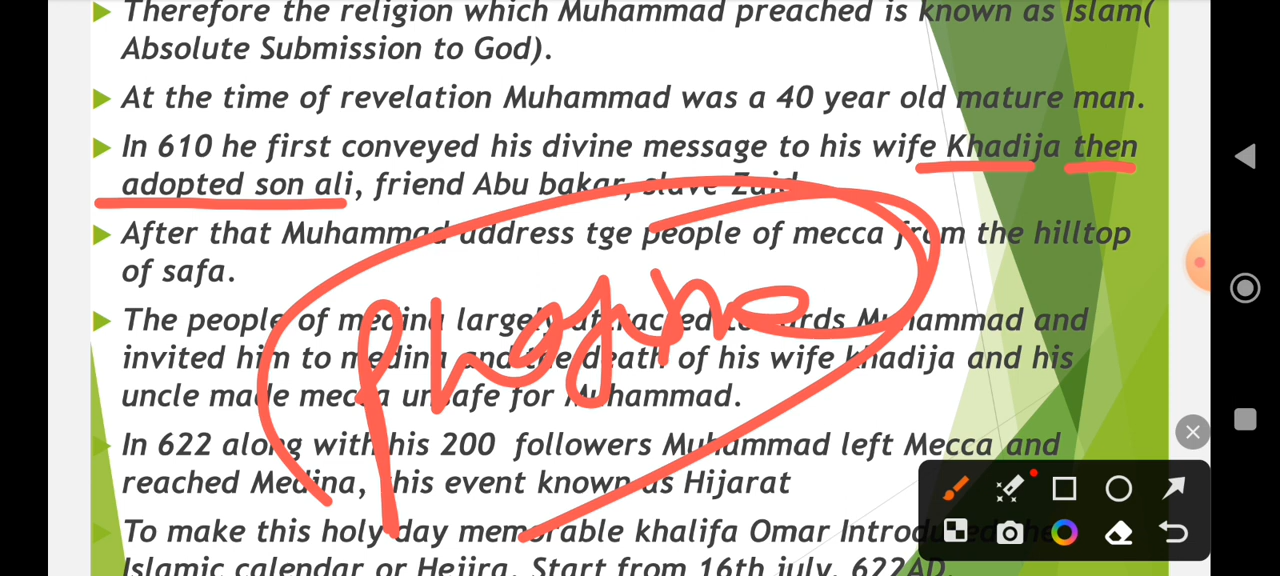 Therefore the religion which Muhammad preached is known as Islam(
Absolute Submission to God).
At the time of revelation Muhammad was a 40 year old mature man.
In 610 he first conveyed his divine message to his wife Khadija then
adopted son ali, friend Abu bakar, slave Zaid
After that Muhammad address tge people of mecca from the hilltop
of safa.
The people of medina largely attracted towards Muhammad and
invited him to medina and the death of his wife khadija and his
uncle made mecca unsafe for Muhammad.
In 622 along with his 200 followers Muhammad left Mecca and
reached Medina, this event known as Hijarat
To make this holy day memorable khalifa Omar Introduced the
Islamic calendar or Hejira. Start from 16th july, 622AD.